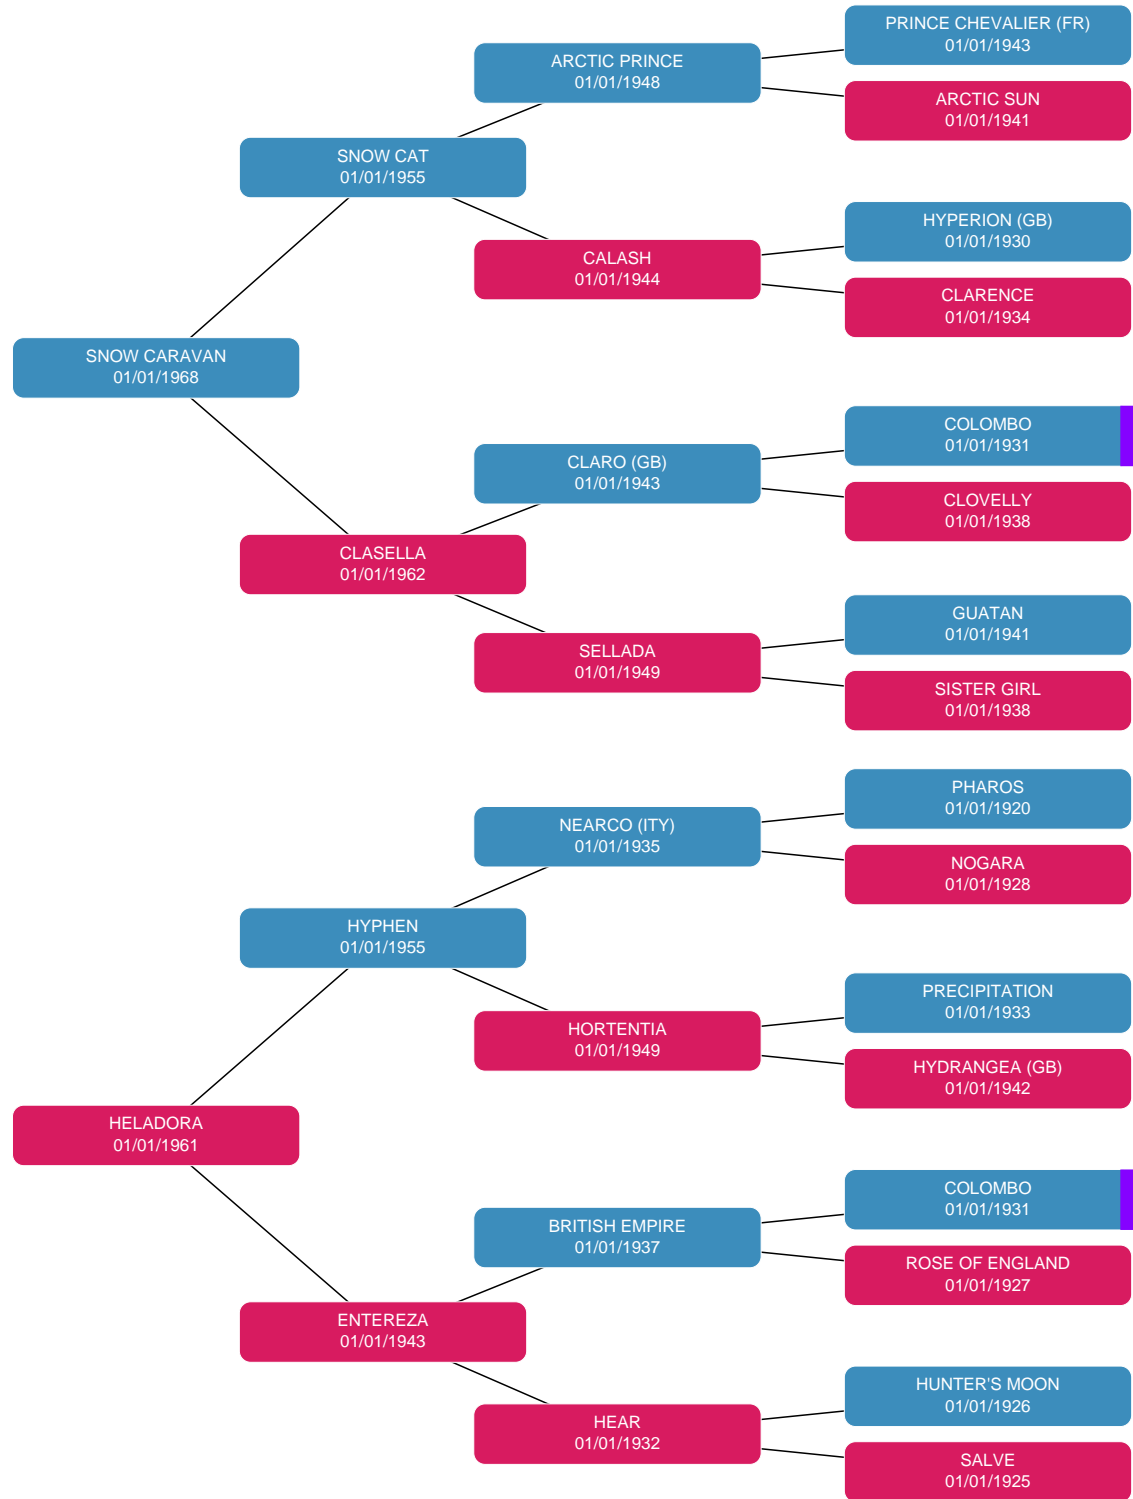 PRINCE CHEVALIER (FR)
01/01/1943
ARCTIC PRINCE
01/01/1948
ARCTIC SUN
01/01/1941
SNOW CAT
01/01/1955
HYPERION (GB)
01/01/1930
CALASH
01/01/1944
CLARENCE
01/01/1934
SNOW CARAVAN
01/01/1968
COLOMBO
01/01/1931
CLARO (GB)
01/01/1943
CLOVELLY
01/01/1938
CLASELLA
01/01/1962
GUATAN
01/01/1941
SELLADA
01/01/1949
SISTER GIRL
01/01/1938
PHAROS
01/01/1920
NEARCO (ITY)
01/01/1935
NOGARA
01/01/1928
HYPHEN
01/01/1955
PRECIPITATION
01/01/1933
HORTENTIA
01/01/1949
HYDRANGEA (GB)
01/01/1942
HELADORA
01/01/1961
COLOMBO
01/01/1931
BRITISH EMPIRE
01/01/1937
ROSE OF ENGLAND
01/01/1927
ENTEREZA
01/01/1943
HUNTER'S MOON
01/01/1926
HEAR
01/01/1932
SALVE
01/01/1925